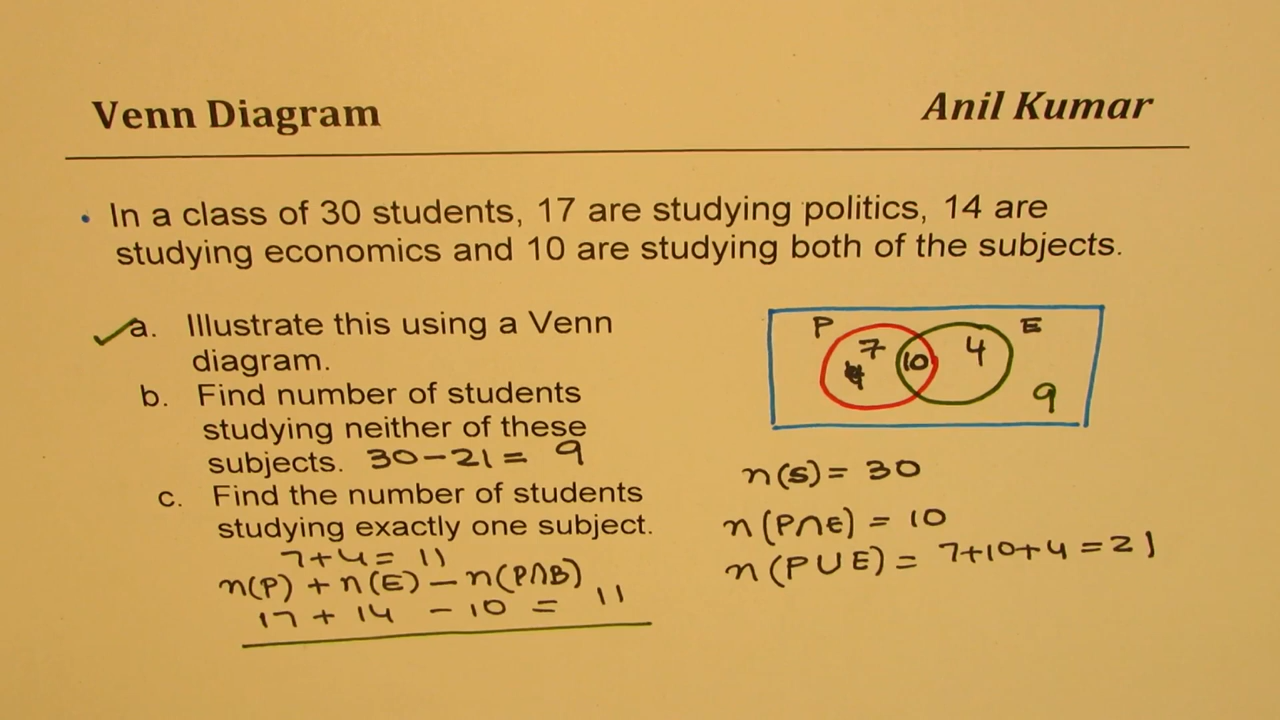 Venn Diagram
Anil Kumar
• In a class of 30 students, 17 are studying politics, 14 are
studying economics and 10 are studying both of the subjects.
a. Illustrate this using a Venn
diagram.
b. Find number of students
studying neither of these
subjects. 30-21 = 9
c. Find the number of students
studying exactly one subject.
7+4 = 11
n(P) + n(E) - n(P∩B)
17 + 14 - 10 = 11
P
E
7
10
4
9
n(S) = 30
n(P∩E) = 10
n(P∪E) = 7+10+4 = 21